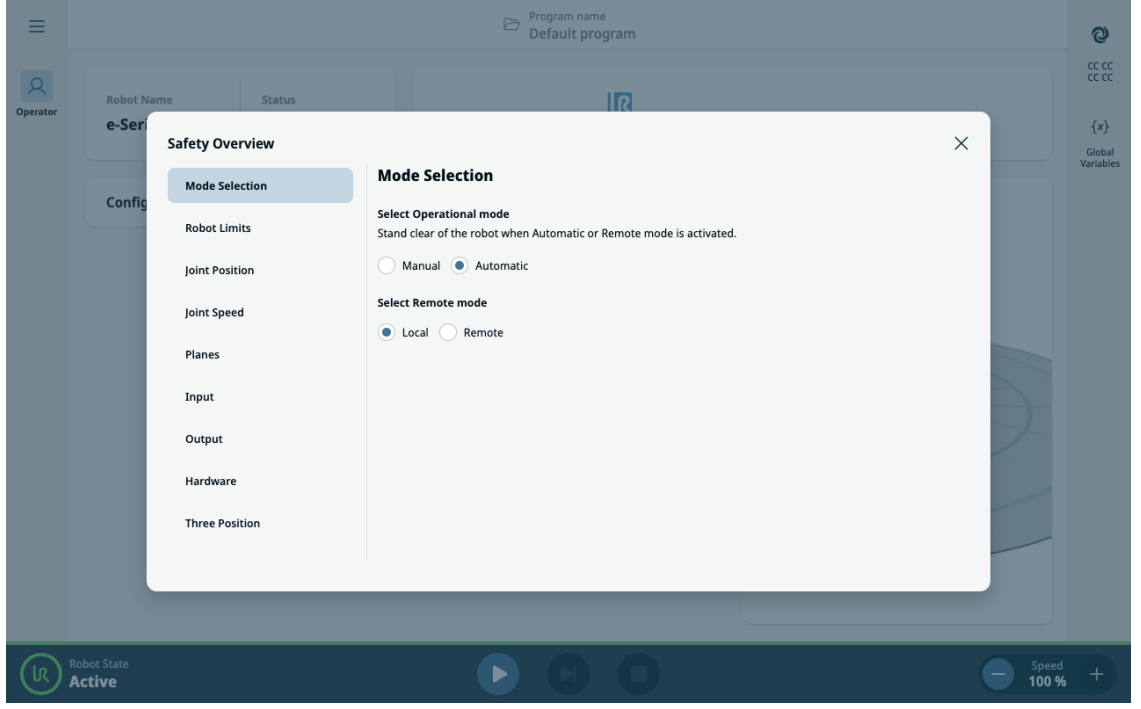 Program name
Default program
Operator
Robot Name
Status
e-Seri
Config
CC CC
CC CC
{x}
Global
Variables
Safety Overview
Mode Selection
Robot Limits
Joint Position
Joint Speed
Planes
Input
Output
Hardware
Three Position
Mode Selection
Select Operational mode
Stand clear of the robot when Automatic or Remote mode is activated.
Manual Automatic
Select Remote mode
Local Remote
Robot State
Active
Speed
100 %